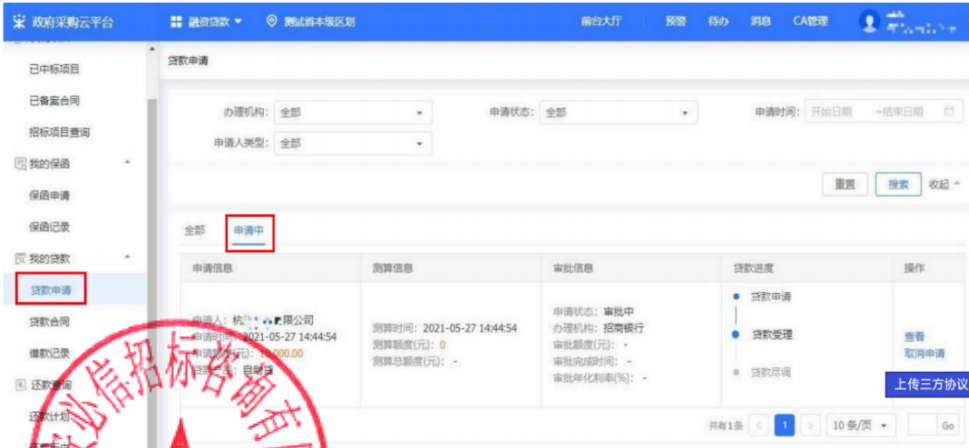 政府采购云平台 融资贷款 测试省本级区划 前台大厅 预警 待办 消息 CA管理
已中标项目
已备案合同
招标项目查询
我的保函
保函申请
保函记录
我的贷款
贷款申请
贷款合同
借款记录
还款查询
还款计划
贷款申请
办理机构: 全部 申请状态: 全部 申请时间: 开始日期 ~结束日期
申请人类型: 全部
重置 搜索 收起
全部 申请中
申请信息 测算信息 审批信息 贷款进度 操作
申请人: 杭 限公司
申请时间: 2021-05-27 14:44:54
000.00
自助贷
测算时间: 2021-05-27 14:44:54
测算额度(元): 0
测算总额度(元): -
申请状态: 审批中
办理机构: 招商银行
审批额度(元): -
审批完成时间: -
审批年化利率(%): -
贷款申请
贷款受理
贷款尽调
查看
取消申请
上传三方协议
共有1条 < 1 > 10 条/页 Go
必信招标咨询有